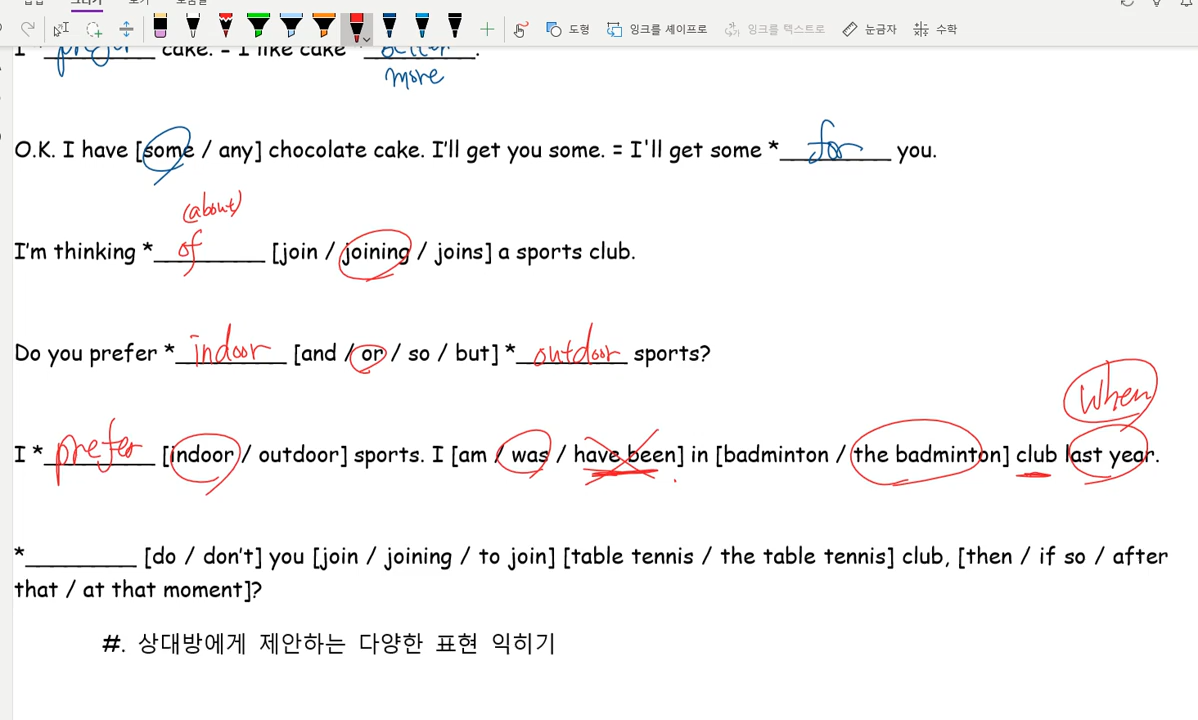 도형 잉크를 셰이프로 잉크를 텍스트로 눈금자 수학
I * prefer cake. = I like cake * better.
more
O.K. I have [some / any] chocolate cake. I'll get you some. = I'll get some * for you.
(about)
I'm thinking * of [join / joining / joins] a sports club.
Do you prefer * indoor [and / or / so / but] * outdoor sports?
when
I * prefer [indoor / outdoor] sports. I [am / was / have been] in [badminton / the badminton] club last year.
*________ [do / don't] you [join / joining / to join] [table tennis / the table tennis] club, [then / if so / after
that / at that moment]?
#. 상대방에게 제안하는 다양한 표현 익히기